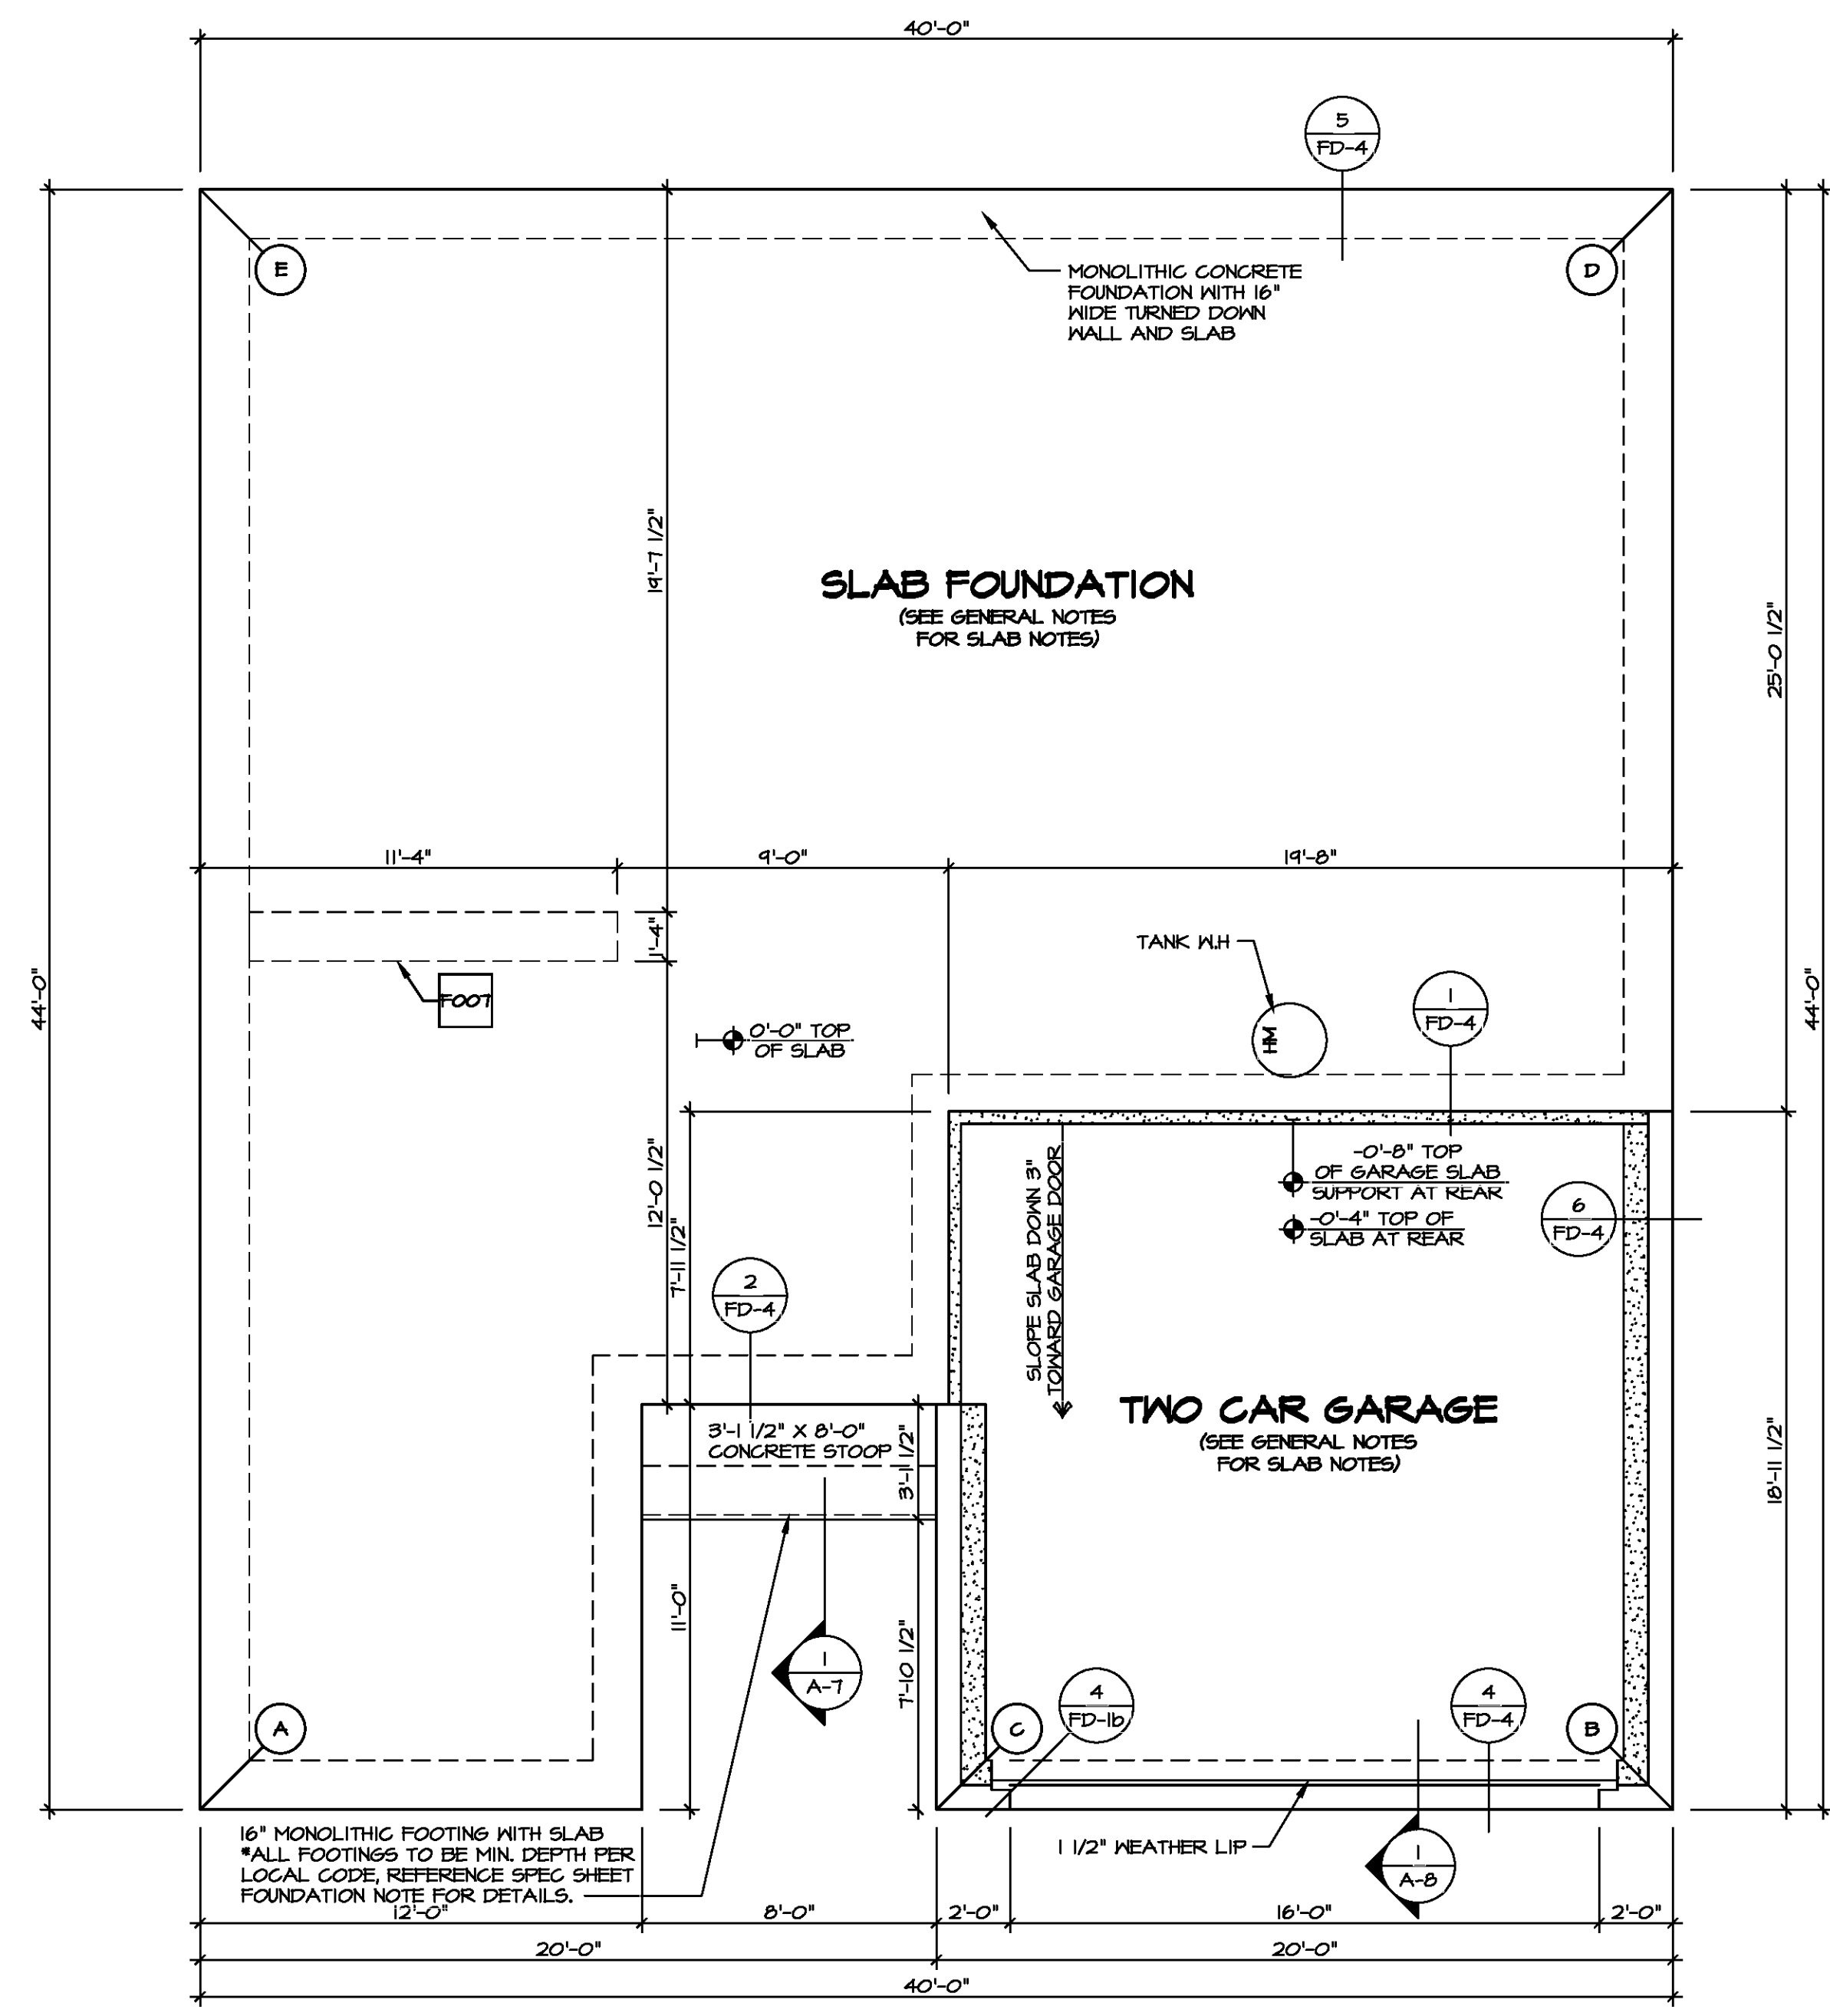 40'-0"
5
FD-4
E
D
MONOLITHIC CONCRETE
FOUNDATION WITH 16"
WIDE TURNED DOWN
WALL AND SLAB
19'-7 1/2"
SLAB FOUNDATION
(SEE GENERAL NOTES
FOR SLAB NOTES)
25'-0 1/2"
11'-4"
9'-0"
19'-8"
1'-4"
TANK W.H
44'-0"
44'-0"
F007
1
FD-4
0'-0" TOP
OF SLAB
WH
12'-0 1/2"
7'-11 1/2"
SLOPE SLAB DOWN 3"
TOWARD GARAGE DOOR
-0'-8" TOP
OF GARAGE SLAB
SUPPORT AT REAR
-0'-4" TOP OF
SLAB AT REAR
6
FD-4
2
FD-4
TWO CAR GARAGE
(SEE GENERAL NOTES
FOR SLAB NOTES)
3'-1 1/2" X 8'-0"
CONCRETE STOOP
3'-1 1/2"
18'-11 1/2"
11'-0"
7'-10 1/2"
1
A-7
4
FD-1b
4
FD-4
A
C
B
16" MONOLITHIC FOOTING WITH SLAB
*ALL FOOTINGS TO BE MIN. DEPTH PER
LOCAL CODE, REFERENCE SPEC SHEET
FOUNDATION NOTE FOR DETAILS.
1 1/2" WEATHER LIP
1
A-8
12'-0"
8'-0"
2'-0"
16'-0"
2'-0"
20'-0"
20'-0"
40'-0"